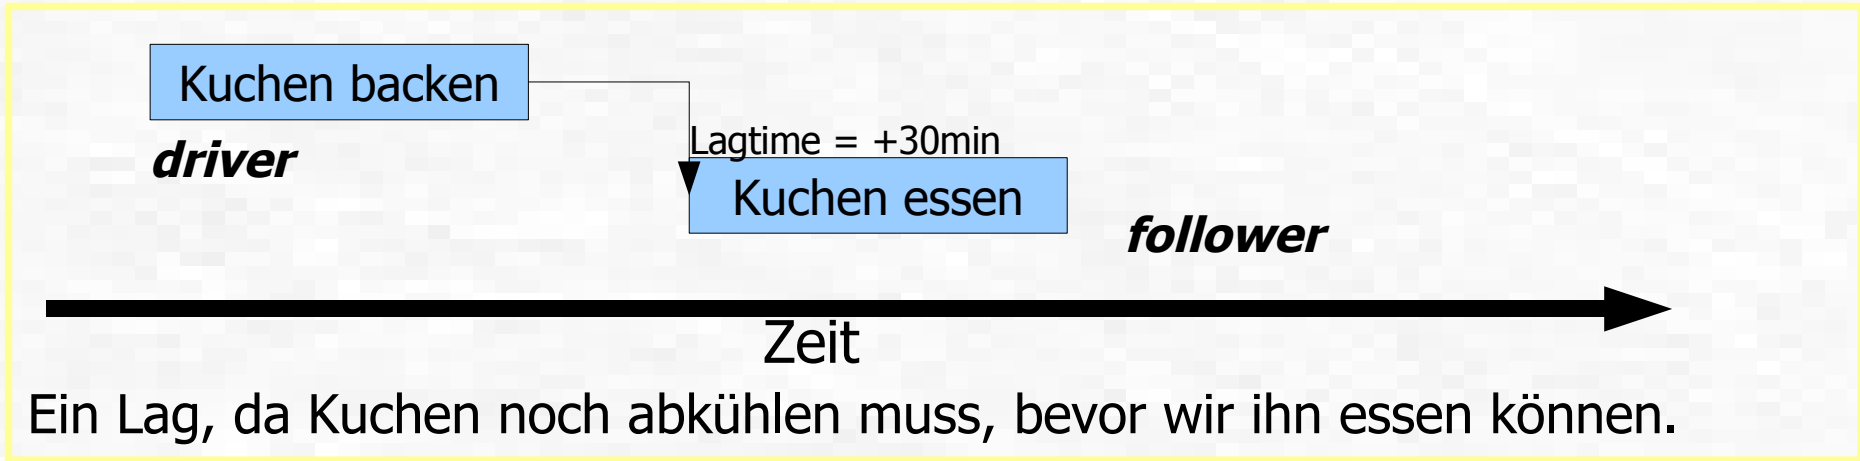 Kuchen backen
driver
Lagtime = +30min
Kuchen essen
follower
Zeit
Ein Lag, da Kuchen noch abkühlen muss, bevor wir ihn essen können.